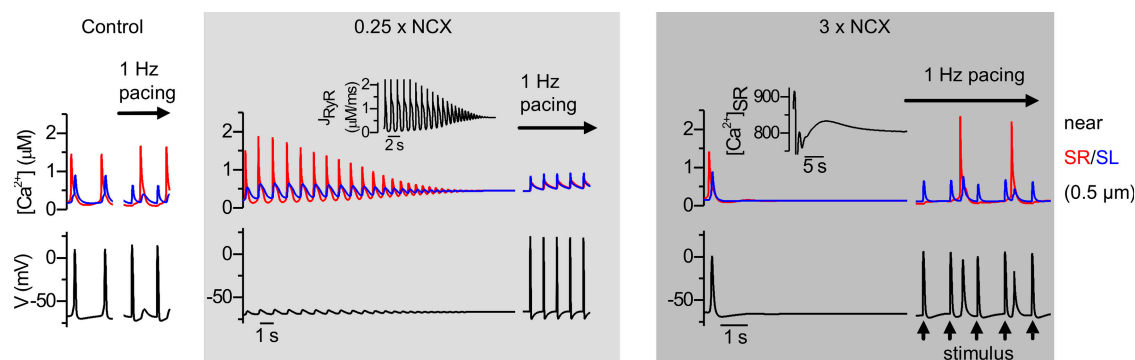 Control
0.25 x NCX
3 x NCX
1 Hz
pacing
2
1
0
[Ca²⁺] (μM)
0
-50
V (mV)
2
1
0
J_RyR
(μM/ms)
2
1
0
2 s
1 Hz
pacing
0
-50
1 s
2
1
0
[Ca²⁺]SR
900
800
5 s
1 Hz pacing
near
SR/SL
(0.5 μm)
0
-50
1 s
stimulus